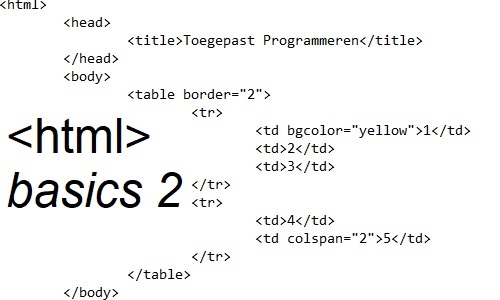 <html>
<head>
<title>Toegepast Programmeren</title>
</head>
<body>
<table border="2">
<tr>
<td bgcolor="yellow">1</td>
<td>2</td>
<td>3</td>
</tr>
<tr>
<td>4</td>
<td colspan="2">5</td>
</tr>
</table>
</body>
<html>
basics 2